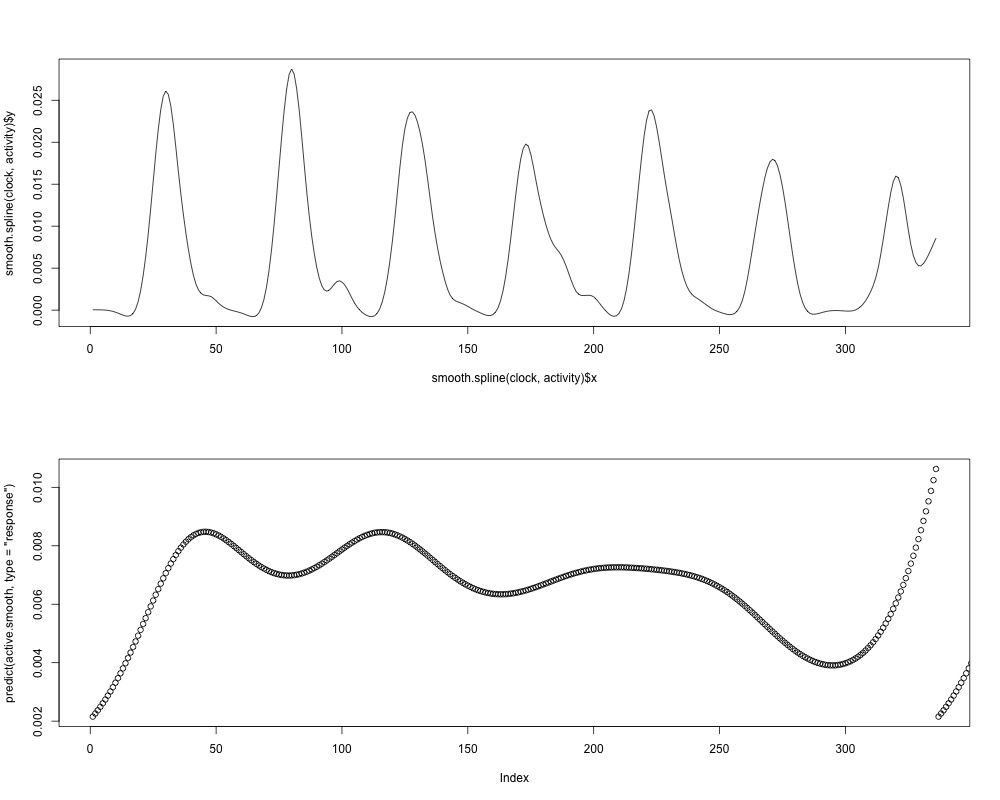 smooth.spline(clock, activity)$y
0.025
0.020
0.015
0.010
0.005
0.000
0 50 100 150 200 250 300
smooth.spline(clock, activity)$x
predict(active.smooth, type = "response")
0.010
0.008
0.006
0.004
0.002
0 50 100 150 200 250 300
Index